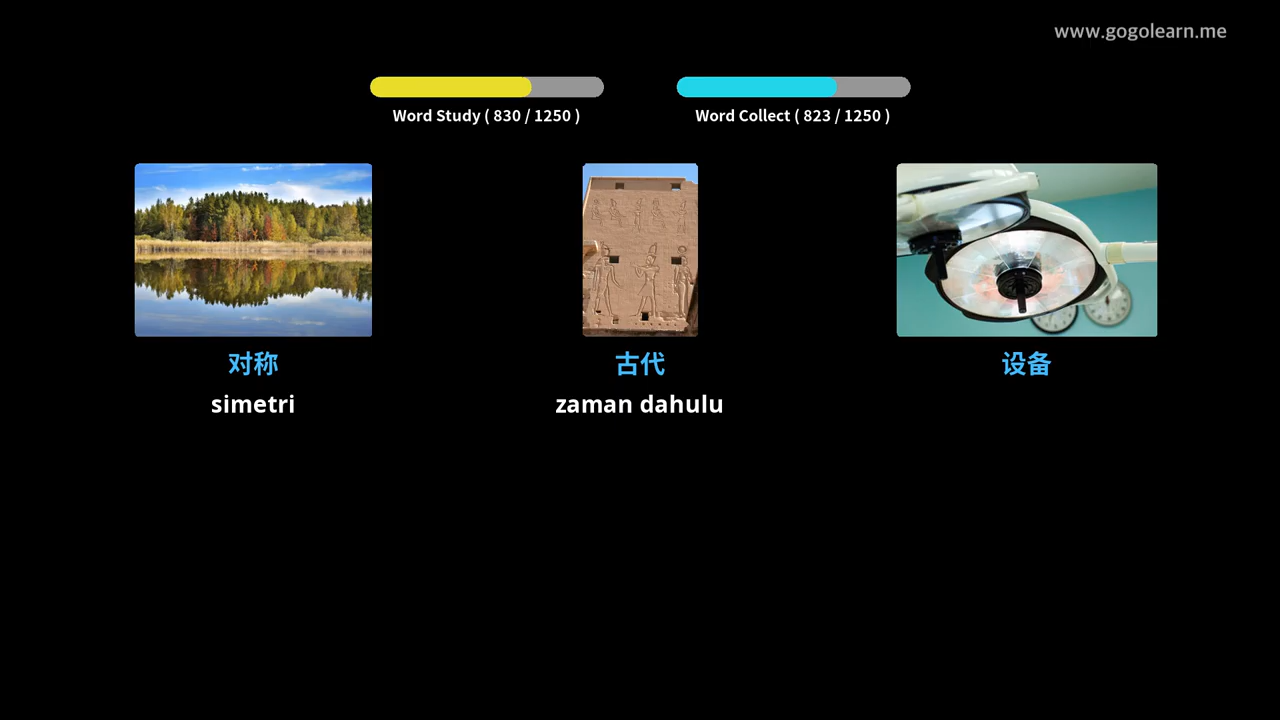 www.gogolearn.me
Word Study ( 830 / 1250 )
Word Collect ( 823 / 1250 )
对称
古代
设备
simetri
zaman dahulu